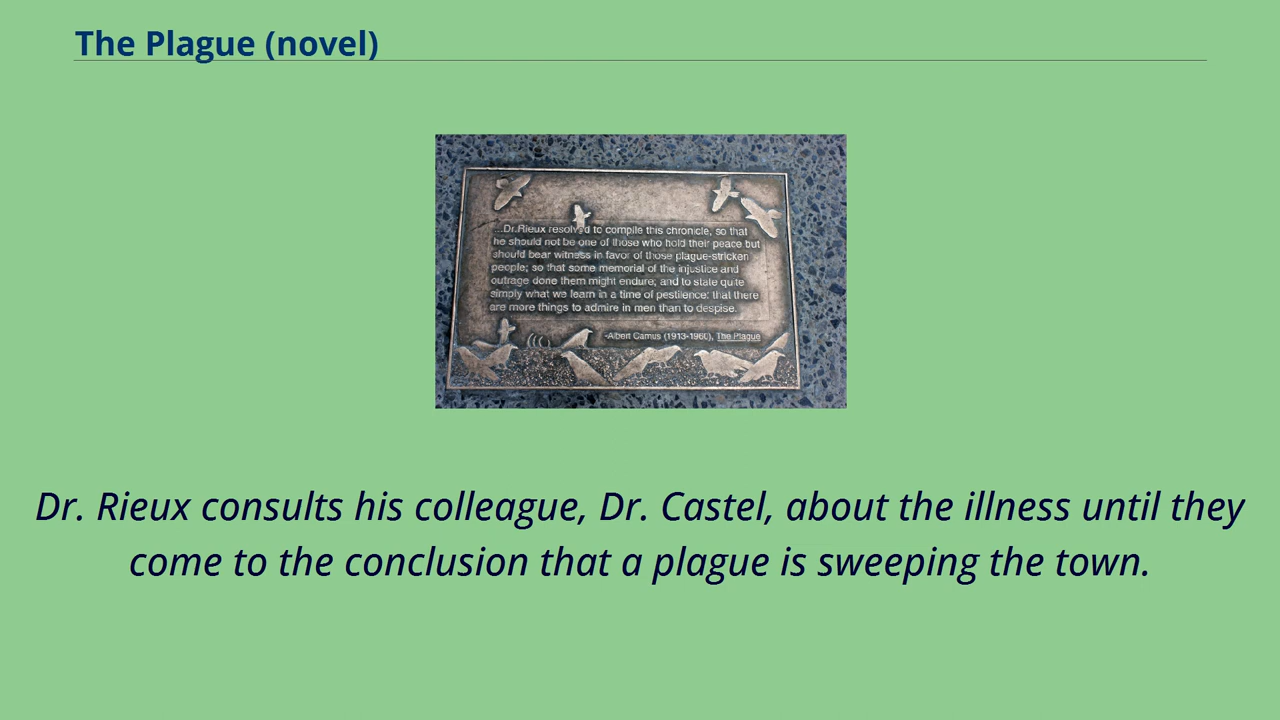 The Plague (novel)
...Dr.Rieux resolved to compile this chronicle, so that
he should not be one of those who hold their peace but
should bear witness in favor of those plague-stricken
people; so that some memorial of the injustice and
outrage done them might endure; and to state quite
simply what we learn in a time of pestilence: that there
are more things to admire in men than to despise.
-Albert Camus (1913-1960), The Plague
Dr. Rieux consults his colleague, Dr. Castel, about the illness until they
come to the conclusion that a plague is sweeping the town.